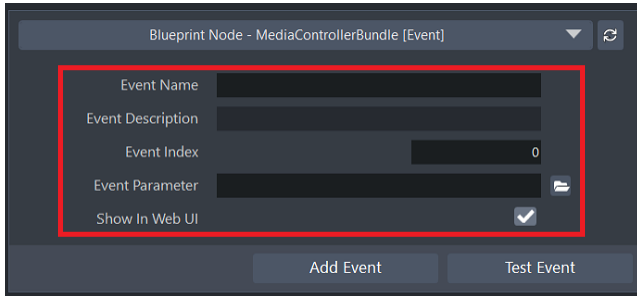 Blueprint Node - MediaControllerBundle [Event]
Event Name
Event Description
Event Index 0
Event Parameter
Show In Web UI
Add Event Test Event